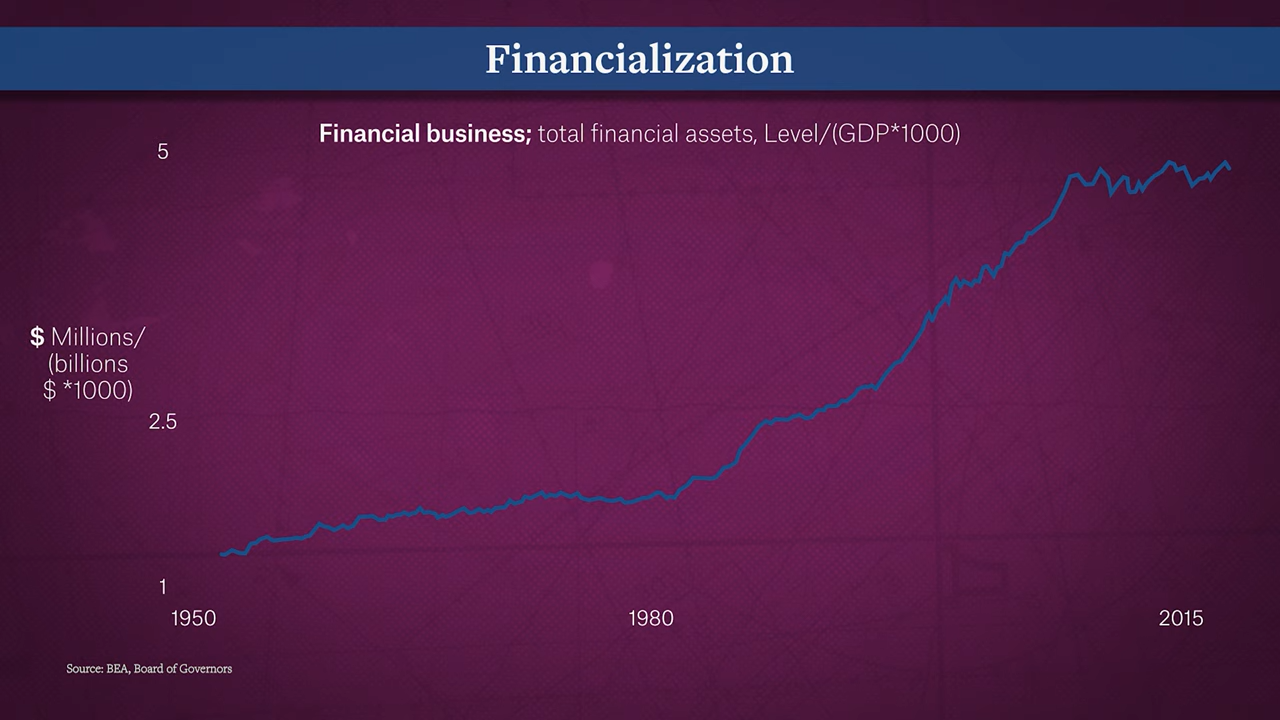 Financialization
Financial business; total financial assets, Level/(GDP*1000)
5
$ Millions/
(billions
$ *1000)
2.5
1
1950
1980
2015
Source: BEA, Board of Governors